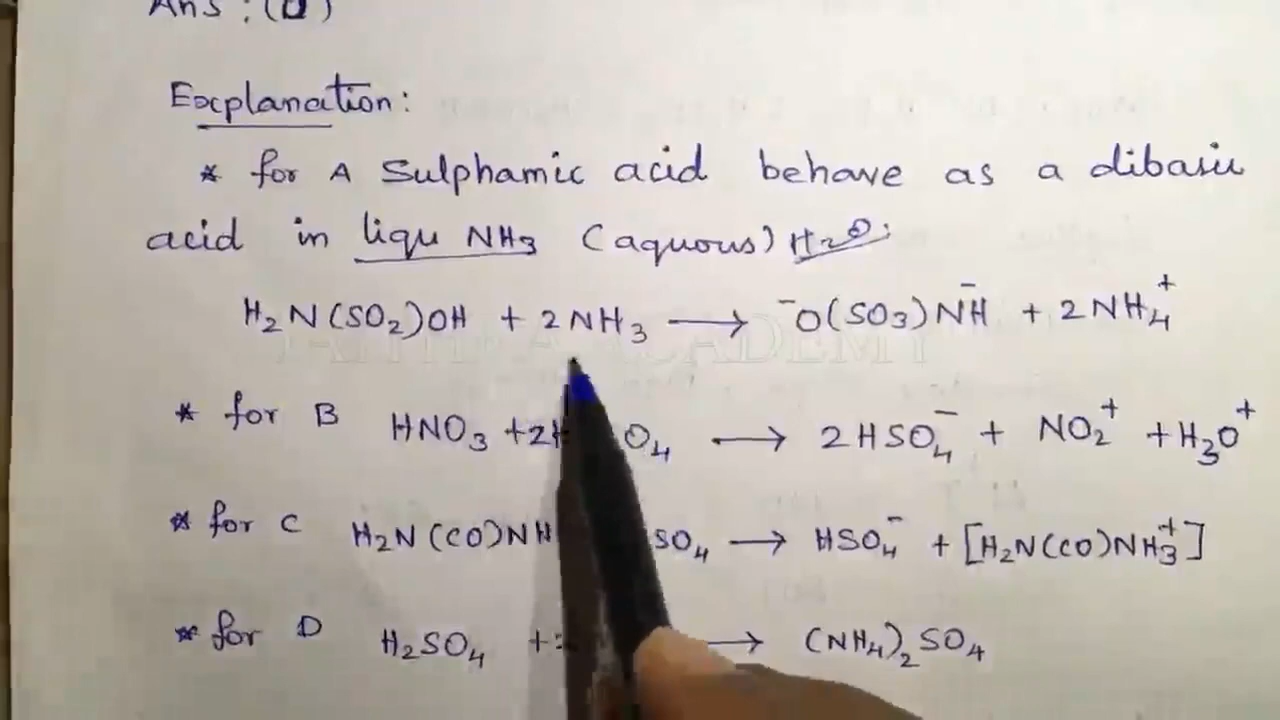 Ans : (D)
Explanation:
* for A Sulphamic acid behave as a dibasic
acid in liqu NH₃ (aquous) H₂O.
H₂N(SO₂)OH + 2NH₃ → ⁻O(SO₃)N̄H + 2NH₄⁺
* for B HNO₃ +2H O₄ → 2HSO₄⁻ + NO₂⁺ + H₃O⁺
* for C H₂N(CO)NH SO₄ → HSO₄⁻ + [H₂N(CO)NH₃⁺]
* for D H₂SO₄ + → (NH₄)₂SO₄